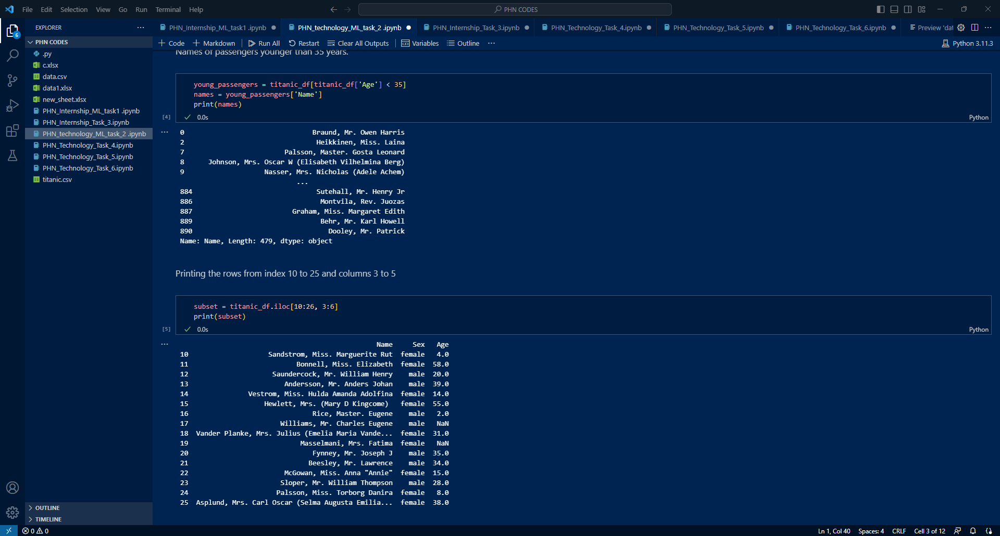 File Edit Selection View Go Run Terminal Help
PHN CODES
EXPLORER
PHN_Internship_ML_task1 .ipynb
PHN_technology_ML_task_2 .ipynb
PHN_Internship_Task_3.ipynb
PHN_Technology_Task_4.ipynb
PHN_Technology_Task_5.ipynb
PHN_Technology_Task_6.ipynb
Preview 'dat
Code Markdown Run All Restart Clear All Outputs Variables Outline ...
Python 3.11.3
6
PHN CODES
.py
c.xlsx
data.csv
data1.xlsx
new_sheet.xlsx
PHN_Internship_ML_task1 .ipynb
PHN_Internship_Task_3.ipynb
PHN_technology_ML_task_2 .ipynb
PHN_Technology_Task_4.ipynb
PHN_Technology_Task_5.ipynb
PHN_Technology_Task_6.ipynb
titanic.csv
OUTLINE
TIMELINE
Names of passengers younger than 35 years.
young_passengers = titanic_df[titanic_df['Age'] < 35]
names = young_passengers['Name']
print(names)
[4] 0.0s Python
0 Braund, Mr. Owen Harris
2 Heikkinen, Miss. Laina
7 Palsson, Master. Gosta Leonard
8 Johnson, Mrs. Oscar W (Elisabeth Vilhelmina Berg)
9 Nasser, Mrs. Nicholas (Adele Achem)
...
884 Sutehall, Mr. Henry Jr
886 Montvila, Rev. Juozas
887 Graham, Miss. Margaret Edith
889 Behr, Mr. Karl Howell
890 Dooley, Mr. Patrick
Name: Name, Length: 479, dtype: object
Printing the rows from index 10 to 25 and columns 3 to 5
subset = titanic_df.iloc[10:26, 3:6]
print(subset)
[5] 0.0s Python
Name Sex Age
10 Sandstrom, Miss. Marguerite Rut female 4.0
11 Bonnell, Miss. Elizabeth female 58.0
12 Saundercock, Mr. William Henry male 20.0
13 Andersson, Mr. Anders Johan male 39.0
14 Vestrom, Miss. Hulda Amanda Adolfina female 14.0
15 Hewlett, Mrs. (Mary D Kingcome) female 55.0
16 Rice, Master. Eugene male 2.0
17 Williams, Mr. Charles Eugene male NaN
18 Vander Planke, Mrs. Julius (Emelia Maria Vande... female 31.0
19 Masselmani, Mrs. Fatima female NaN
20 Fynney, Mr. Joseph J male 35.0
21 Beesley, Mr. Lawrence male 34.0
22 McGowan, Miss. Anna "Annie" female 15.0
23 Sloper, Mr. William Thompson male 28.0
24 Palsson, Miss. Torborg Danira female 8.0
25 Asplund, Mrs. Carl Oscar (Selma Augusta Emilia... female 38.0
0 0
Ln 1, Col 40 Spaces: 4 CRLF Cell 3 of 12